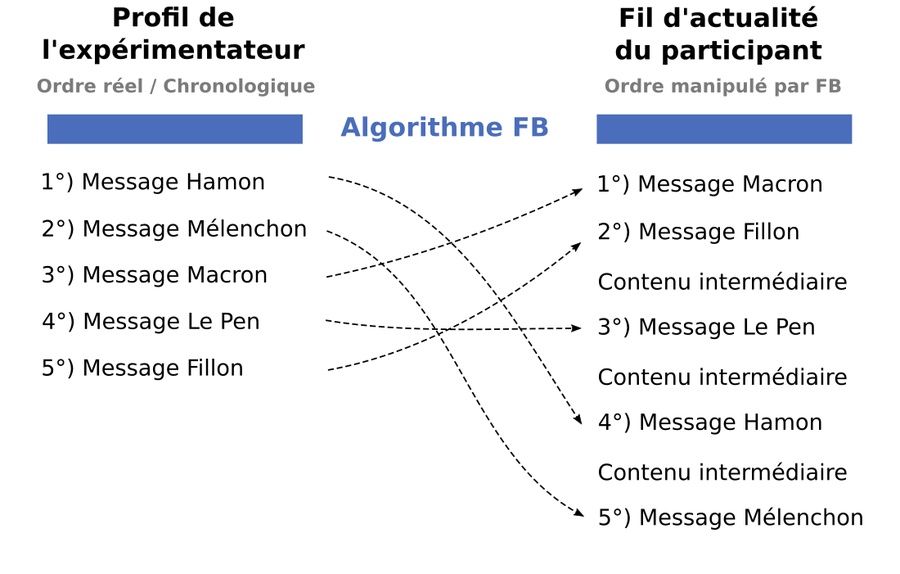 Profil de
l'expérimentateur
Ordre réel / Chronologique
1°) Message Hamon
2°) Message Mélenchon
3°) Message Macron
4°) Message Le Pen
5°) Message Fillon
Algorithme FB
Fil d'actualité
du participant
Ordre manipulé par FB
1°) Message Macron
2°) Message Fillon
Contenu intermédiaire
3°) Message Le Pen
Contenu intermédiaire
4°) Message Hamon
Contenu intermédiaire
5°) Message Mélenchon